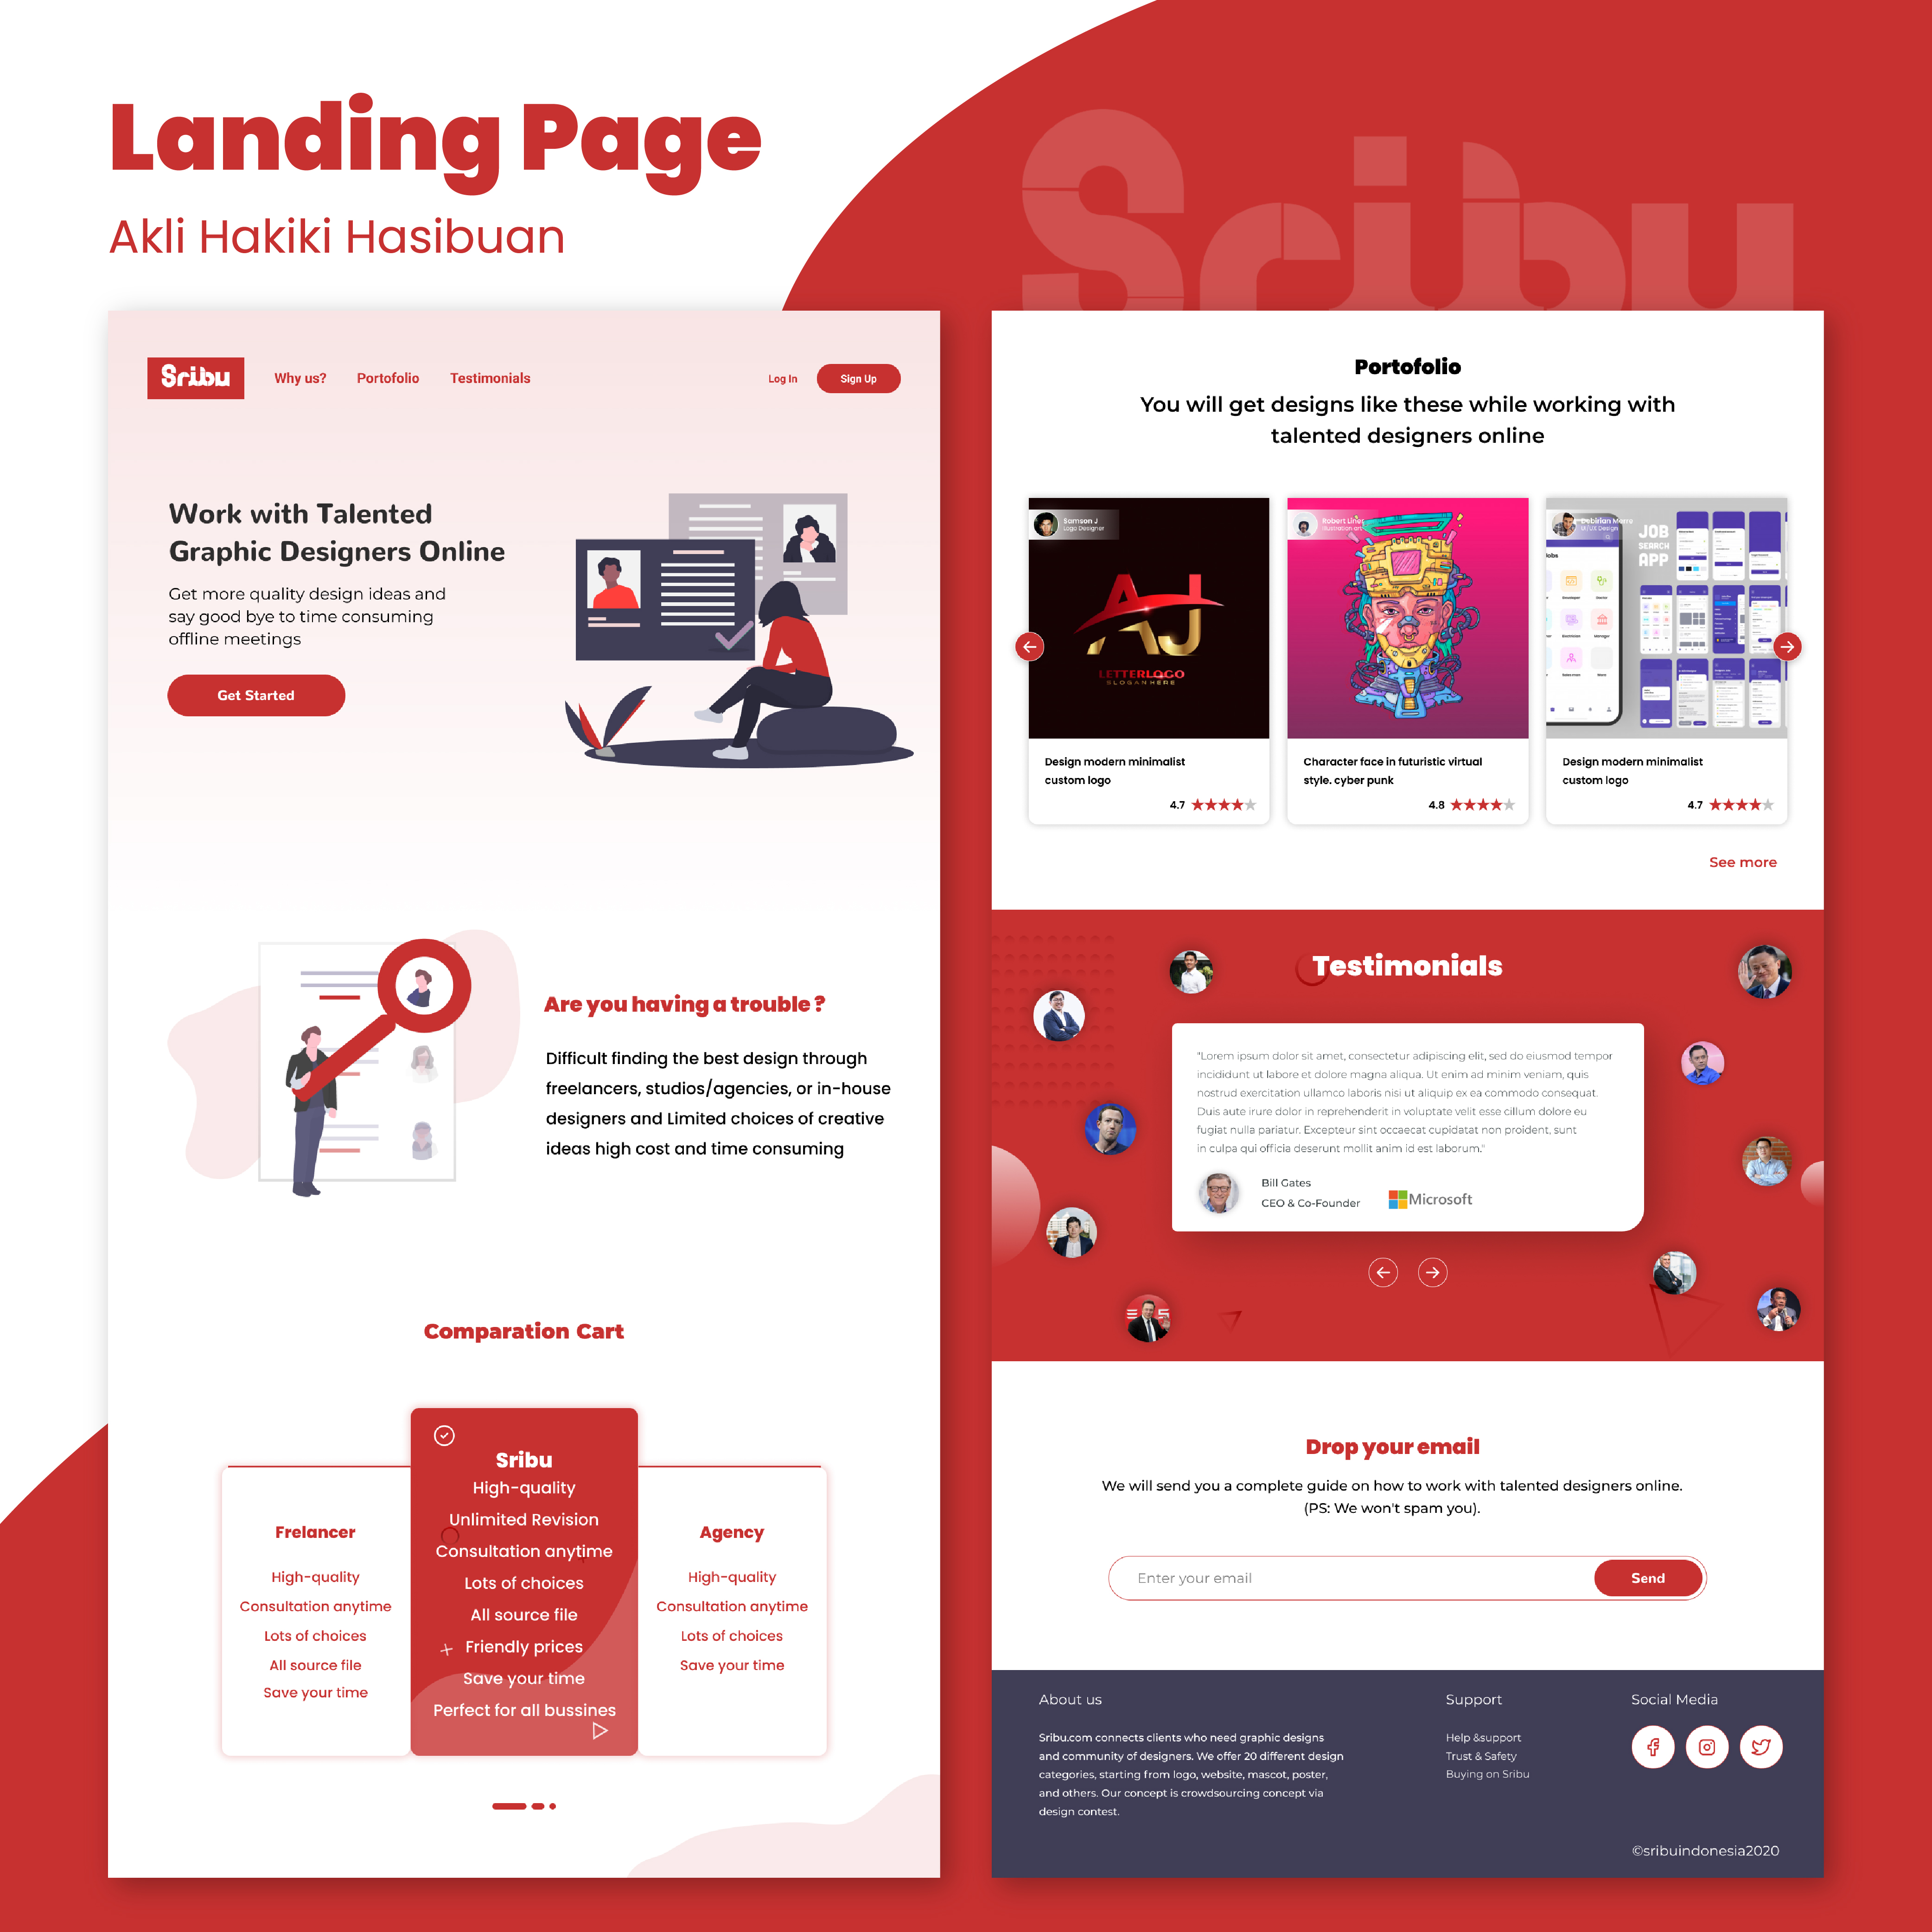 Landing Page
Akli Hakiki Hasibuan
Sribu
Sribu
Why us?
Portofolio
Testimonials
Log In
Sign Up
Work with Talented
Graphic Designers Online
Get more quality design ideas and
say good bye to time consuming
offline meetings
Get Started
Are you having a trouble ?
Difficult finding the best design through
freelancers, studios/agencies, or in-house
designers and Limited choices of creative
ideas high cost and time consuming
Comparation Cart
Frelancer
High-quality
Consultation anytime
Lots of choices
All source file
Save your time
Sribu
High-quality
Unlimited Revision
Consultation anytime
Lots of choices
All source file
Friendly prices
Save your time
Perfect for all bussines
Agency
High-quality
Consultation anytime
Lots of choices
Save your time
Portofolio
You will get designs like these while working with
talented designers online
Samson J
Logo Designer
AJ
LETTERLOGO
SLOGAN HERE
Design modern minimalist
custom logo
4.7
Robert Liner
Illustration art
Character face in futuristic virtual
style. cyber punk
4.8
UI/UX Design
JOB
SEARCH
APP
Design modern minimalist
custom logo
4.7
See more
Testimonials
"Lorem ipsum dolor sit amet, consectetur adipiscing elit, sed do eiusmod tempor
incididunt ut labore et dolore magna aliqua. Ut enim ad minim veniam, quis
nostrud exercitation ullamco laboris nisi ut aliquip ex ea commodo consequat.
Duis aute irure dolor in reprehenderit in voluptate velit esse cillum dolore eu
fugiat nulla pariatur. Excepteur sint occaecat cupidatat non proident, sunt
in culpa qui officia deserunt mollit anim id est laborum."
Bill Gates
CEO & Co-Founder
Microsoft
Drop your email
We will send you a complete guide on how to work with talented designers online.
(PS: We won't spam you).
Enter your email
Send
About us
Sribu.com connects clients who need graphic designs
and community of designers. We offer 20 different design
categories, starting from logo, website, mascot, poster,
and others. Our concept is crowdsourcing concept via
design contest.
Support
Help &support
Trust & Safety
Buying on Sribu
Social Media
©sribuindonesia2020